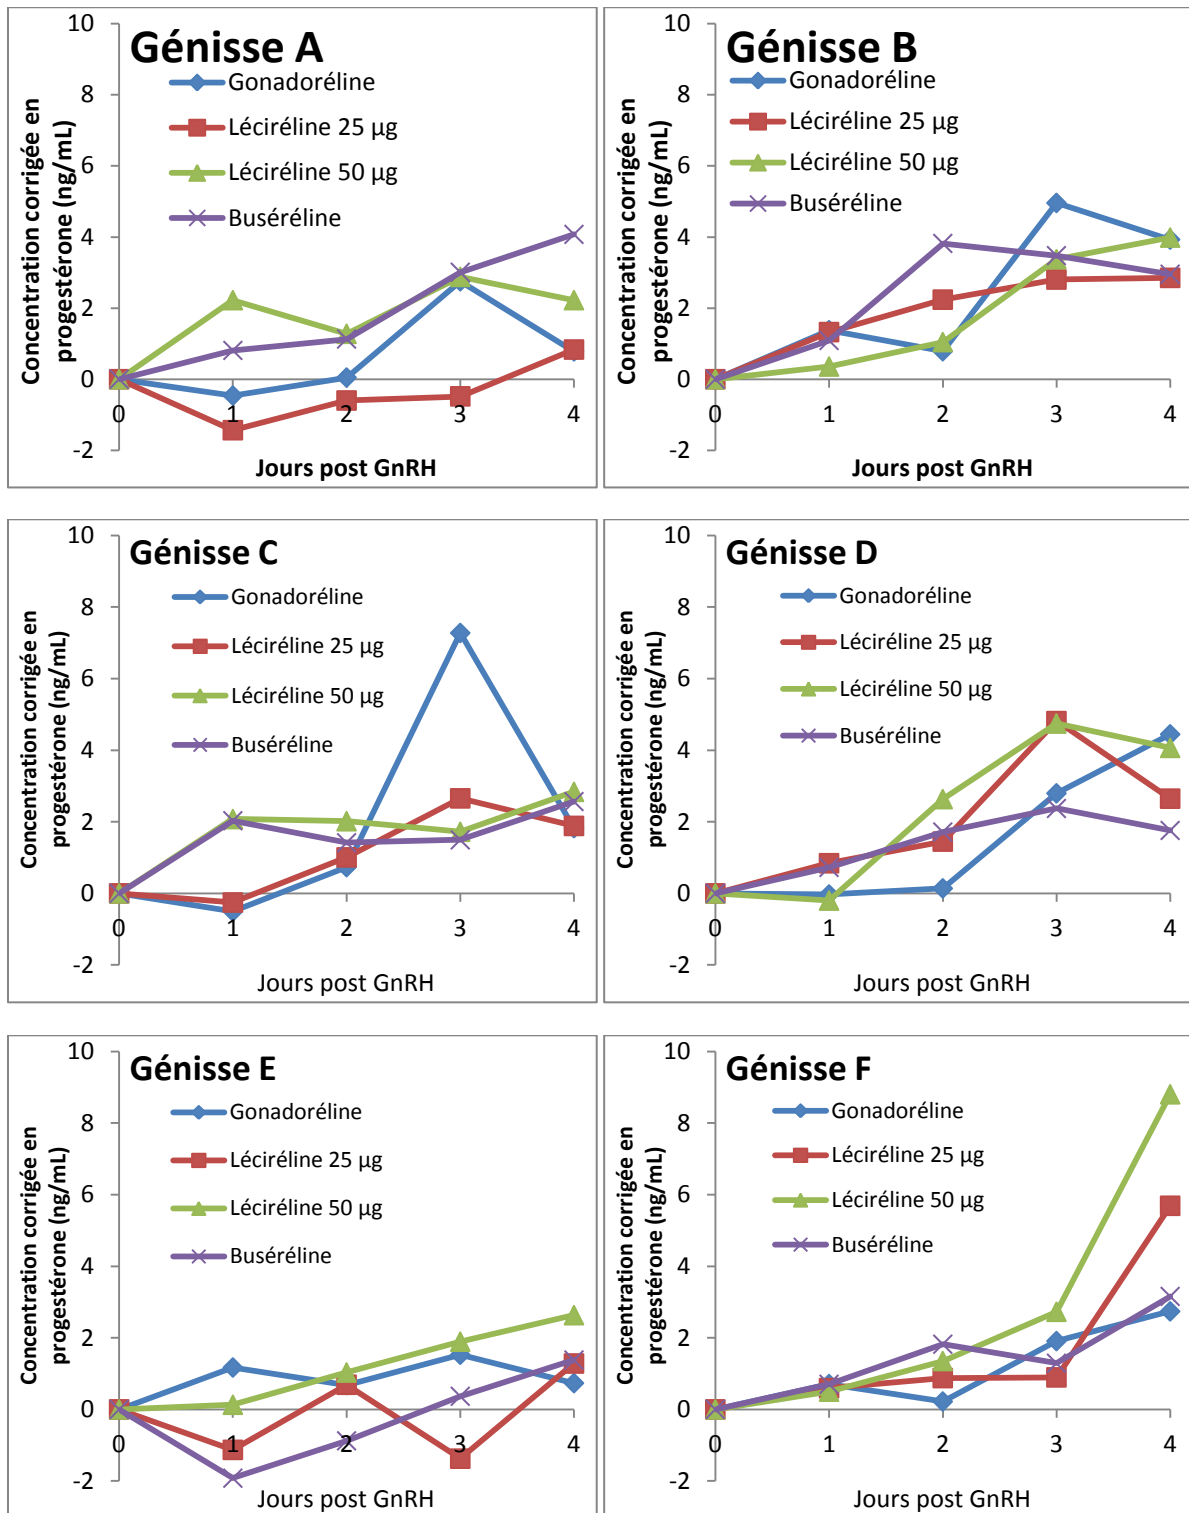 Génisse A
Gonadoréline
Léciréline 25 µg
Léciréline 50 µg
Buséréline
Concentration corrigée en
progestérone (ng/mL)
10
8
6
4
2
0
-2
0 1 2 3 4
Jours post GnRH
Génisse B
Gonadoréline
Léciréline 25 µg
Léciréline 50 µg
Buséréline
Concentration corrigée en
progestérone (ng/mL)
10
8
6
4
2
0
-2
0 1 2 3 4
Jours post GnRH
Génisse C
Gonadoréline
Léciréline 25 µg
Léciréline 50 µg
Buséréline
Concentration corrigée en
progestérone (ng/mL)
10
8
6
4
2
0
-2
0 1 2 3 4
Jours post GnRH
Génisse D
Gonadoréline
Léciréline 25 µg
Léciréline 50 µg
Buséréline
Concentration corrigée en
progestérone (ng/mL)
10
8
6
4
2
0
-2
0 1 2 3 4
Jours post GnRH
Génisse E
Gonadoréline
Léciréline 25 µg
Léciréline 50 µg
Buséréline
Concentration corrigée en
progestérone (ng/mL)
10
8
6
4
2
0
-2
0 1 2 3 4
Jours post GnRH
Génisse F
Gonadoréline
Léciréline 25 µg
Léciréline 50 µg
Buséréline
Concentration corrigée en
progestérone (ng/mL)
10
8
6
4
2
0
-2
0 1 2 3 4
Jours post GnRH